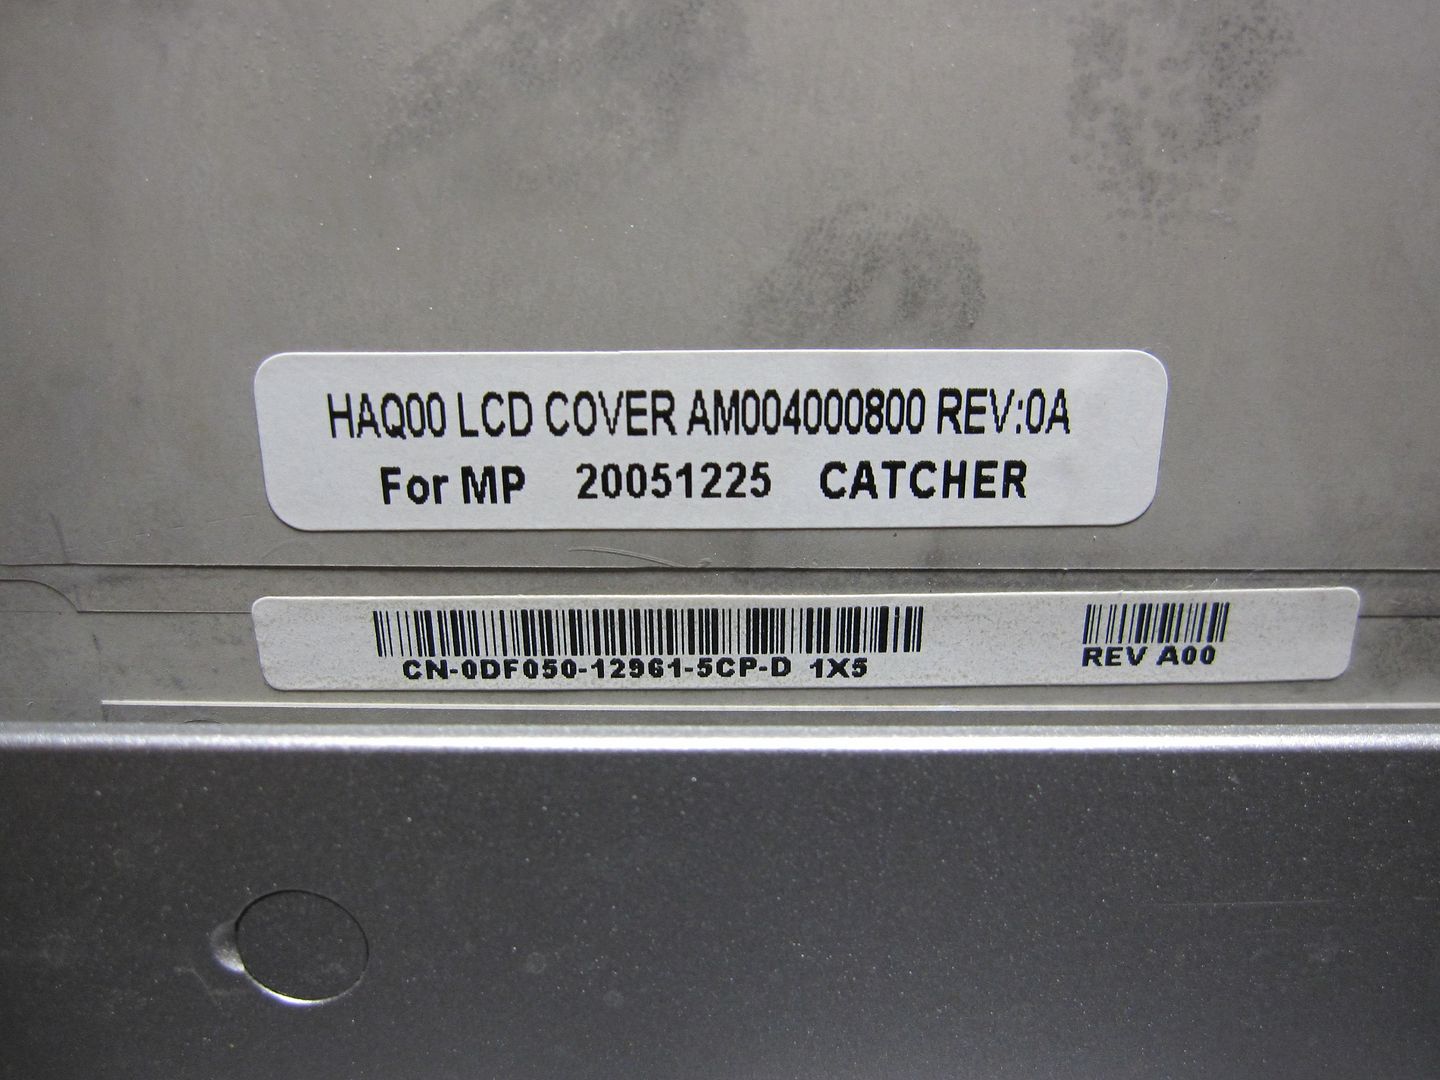 HAQ00 LCD COVER AM004000800 REV:0A
For MP 20051225 CATCHER
CN-0DF050-12961-5CP-D 1X5
REV A00